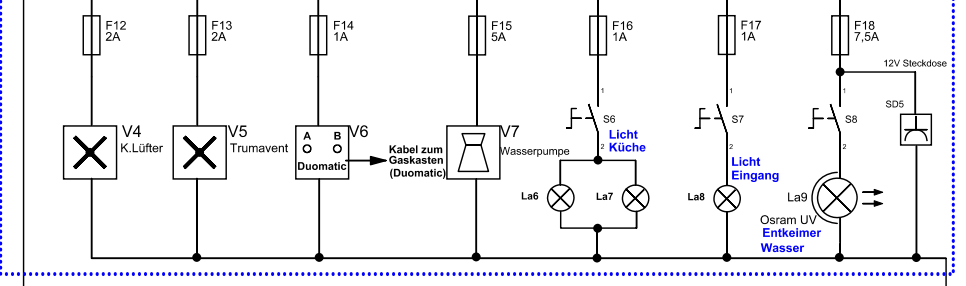 F12
2A
F13
2A
F14
1A
F15
5A
F16
1A
F17
1A
F18
7,5A
12V Steckdose
SD5
1
1
1
S6
S7
S8
2
2
2
V4
K.Lüfter
V5
Trumavent
A B
Duomatic
V6
Kabel zum
Gaskasten
(Duomatic)
V7
Wasserpumpe
Licht
Küche
Licht
Eingang
La6
La7
La8
La9
Osram UV
Entkeimer
Wasser